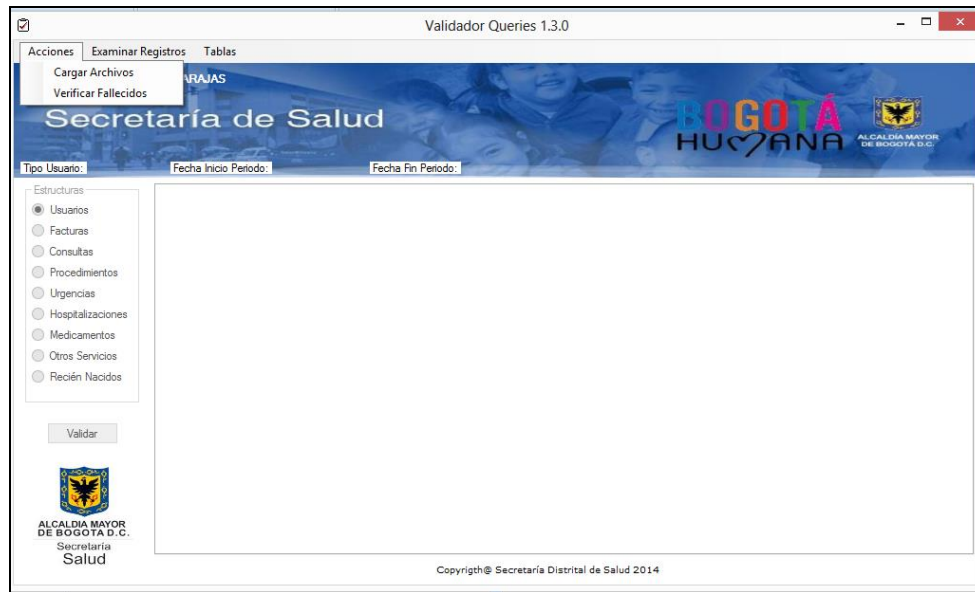 Validador Queries 1.3.0
Acciones Examinar Registros Tablas
Cargar Archivos
Verificar Fallecidos
ARAJAS
Secretaría de Salud
BOGOTÁ
HUMANA
ALCALDÍA MAYOR
DE BOGOTÁ D.C.
Tipo Usuario: Fecha Inicio Periodo: Fecha Fin Periodo:
Estructuras
Usuarios
Facturas
Consultas
Procedimientos
Urgencias
Hospitalizaciones
Medicamentos
Otros Servicios
Recién Nacidos
Validar
ALCALDIA MAYOR
DE BOGOTA D.C.
Secretaría
Salud
Copyrigth@ Secretaría Distrital de Salud 2014